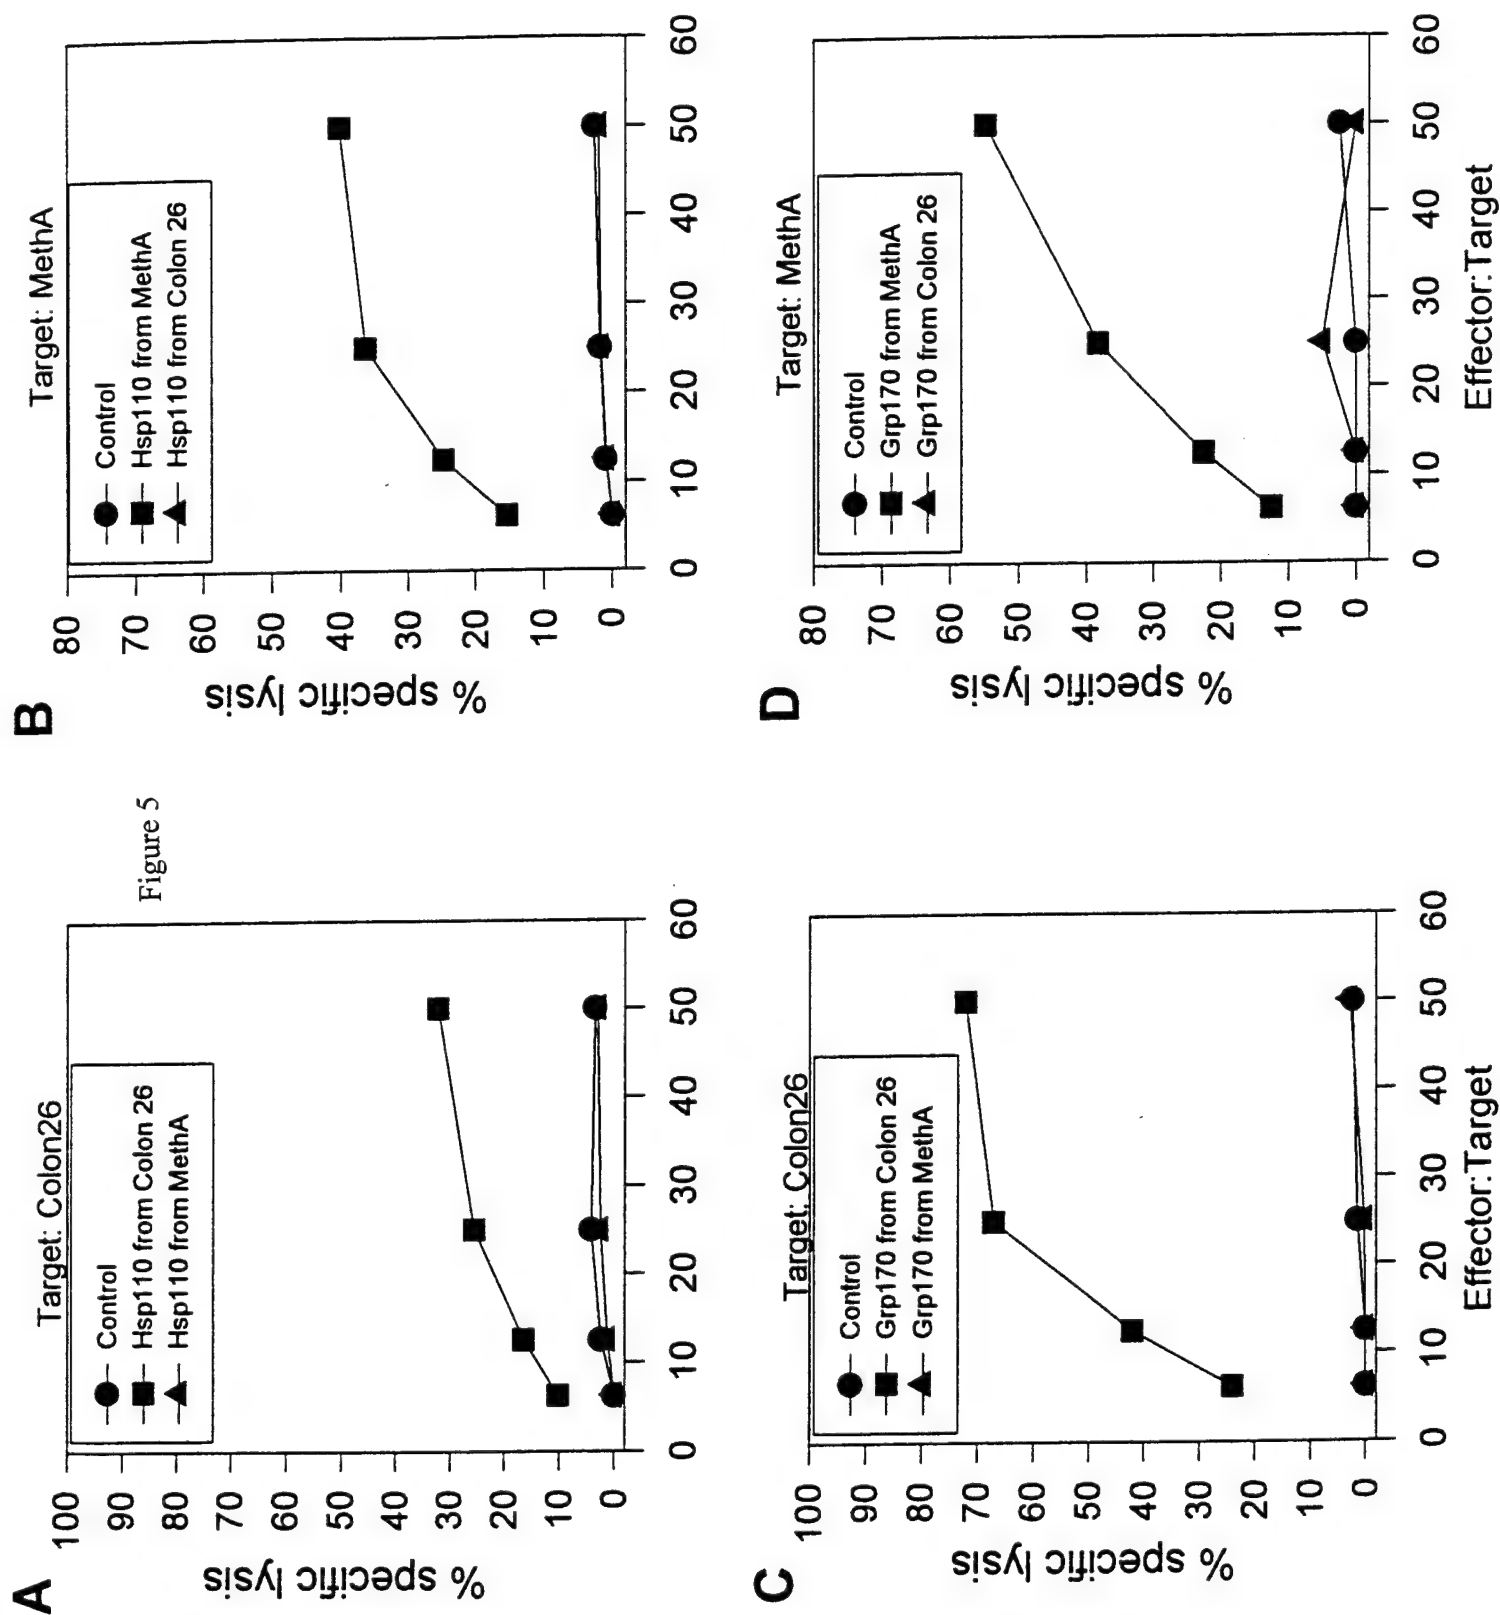 Figure 5
A
Target: Colon26
Control
Hsp110 from Colon 26
Hsp110 from MethA
% specific lysis
100
90
80
70
60
50
40
30
20
10
0
0 10 20 30 40 50 60
B
Target: MethA
Control
Hsp110 from MethA
Hsp110 from Colon 26
% specific lysis
80
70
60
50
40
30
20
10
0
0 10 20 30 40 50 60
C
Target: Colon26
Control
Grp170 from Colon 26
Grp170 from MethA
% specific lysis
100
90
80
70
60
50
40
30
20
10
0
0 10 20 30 40 50 60
Effector:Target
D
Target: MethA
Control
Grp170 from MethA
Grp170 from Colon 26
% specific lysis
80
70
60
50
40
30
20
10
0
0 10 20 30 40 50 60
Effector:Target